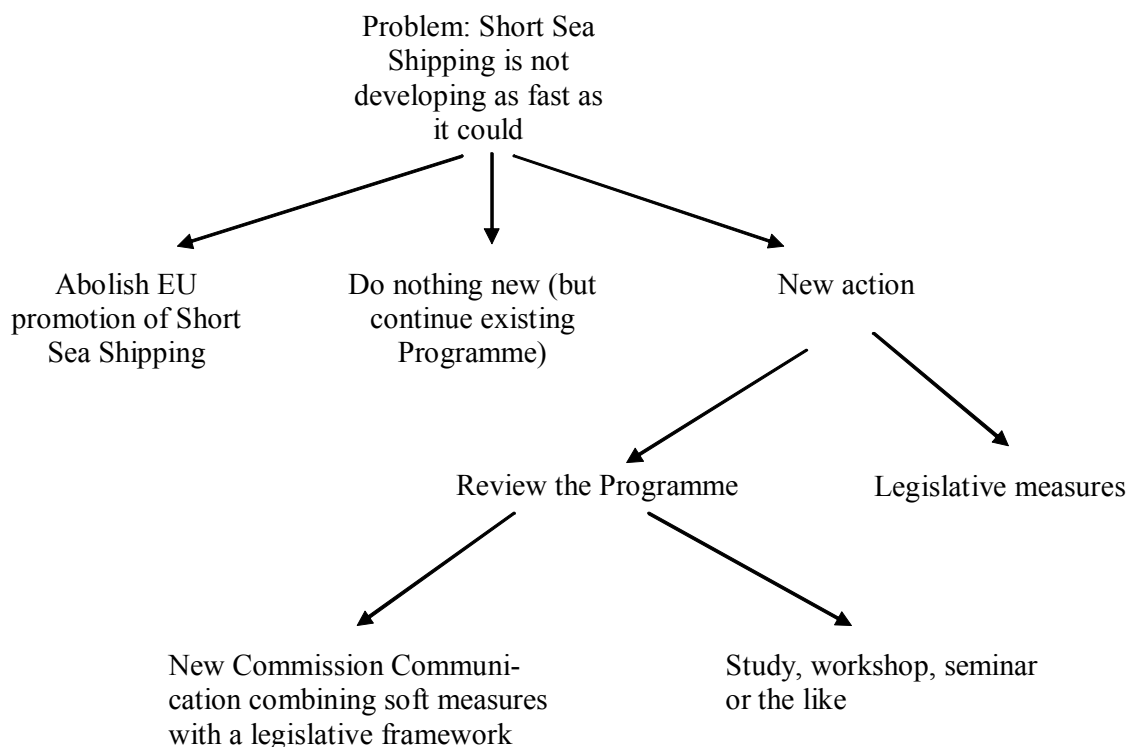 Problem: Short Sea
Shipping is not
developing as fast as
it could
Abolish EU
promotion of Short
Sea Shipping
Do nothing new (but
continue existing
Programme)
New action
Review the Programme
Legislative measures
New Commission Communi-
cation combining soft measures
with a legislative framework
Study, workshop, seminar
or the like